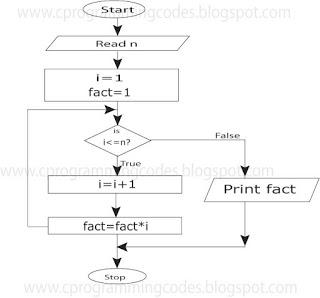 www.cprogrammingcodes.blogspot.com
Start
Read n
i=1
fact=1
is
i<=n?
False
True
www.cprogrammingcodes.blogspot.com
i=i+1
Print fact
fact=fact*i
Stop
www.cprogrammingcodes.blogspot.com